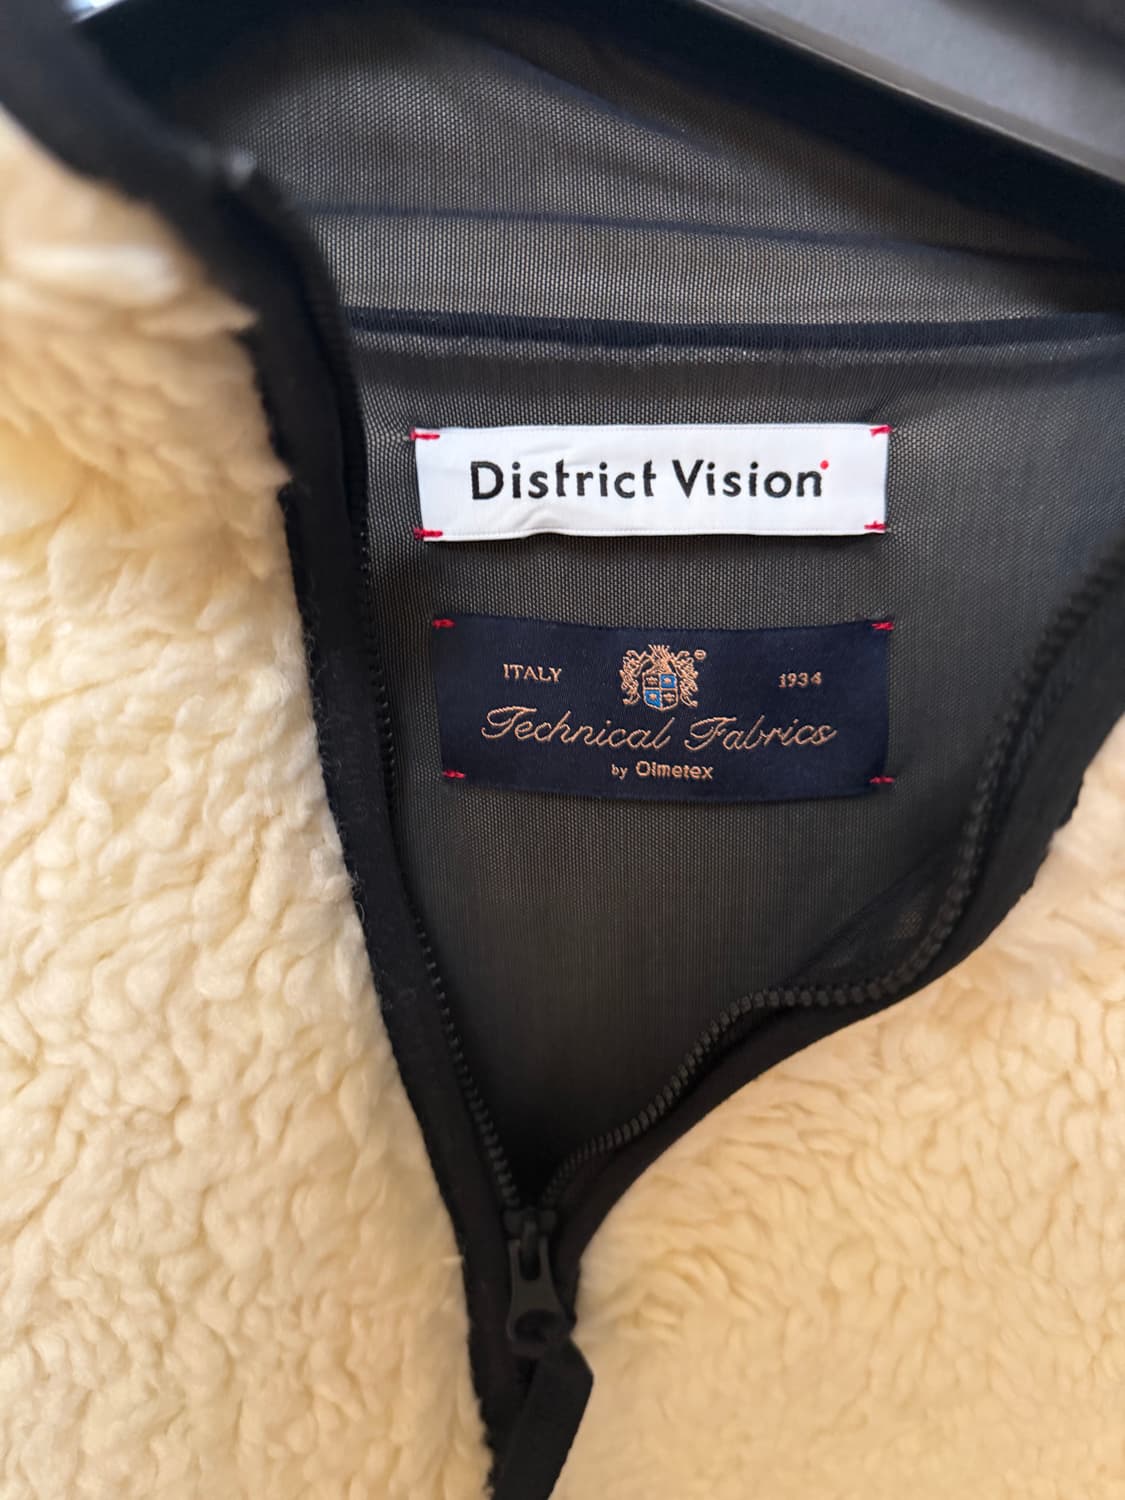 District Vision
ITALY 1934
Technical Fabrics
by Olmetex